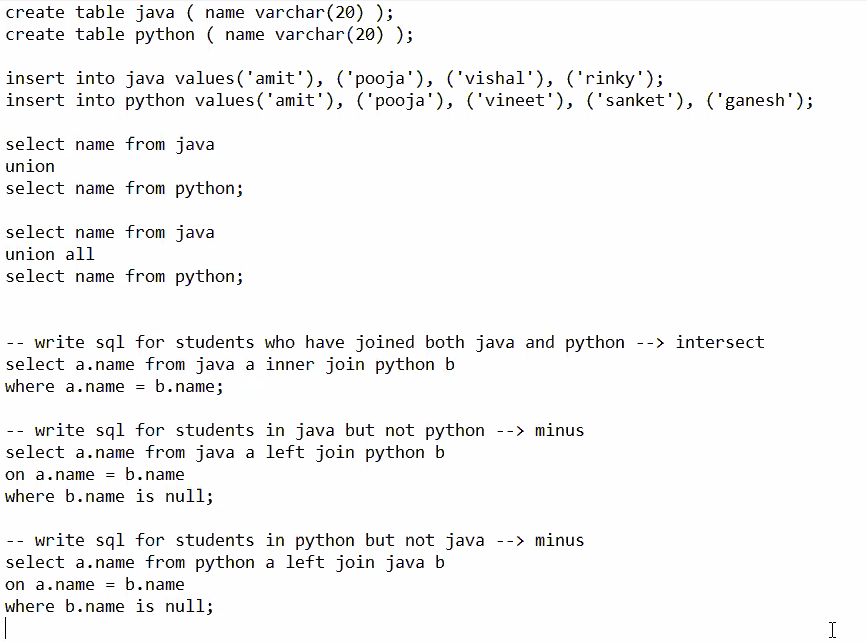 create table java ( name varchar(20) );
create table python ( name varchar(20) );
insert into java values('amit'), ('pooja'), ('vishal'), ('rinky');
insert into python values('amit'), ('pooja'), ('vineet'), ('sanket'), ('ganesh');
select name from java
union
select name from python;
select name from java
union all
select name from python;
-- write sql for students who have joined both java and python --> intersect
select a.name from java a inner join python b
where a.name = b.name;
-- write sql for students in java but not python --> minus
select a.name from java a left join python b
on a.name = b.name
where b.name is null;
-- write sql for students in python but not java --> minus
select a.name from python a left join java b
on a.name = b.name
where b.name is null;